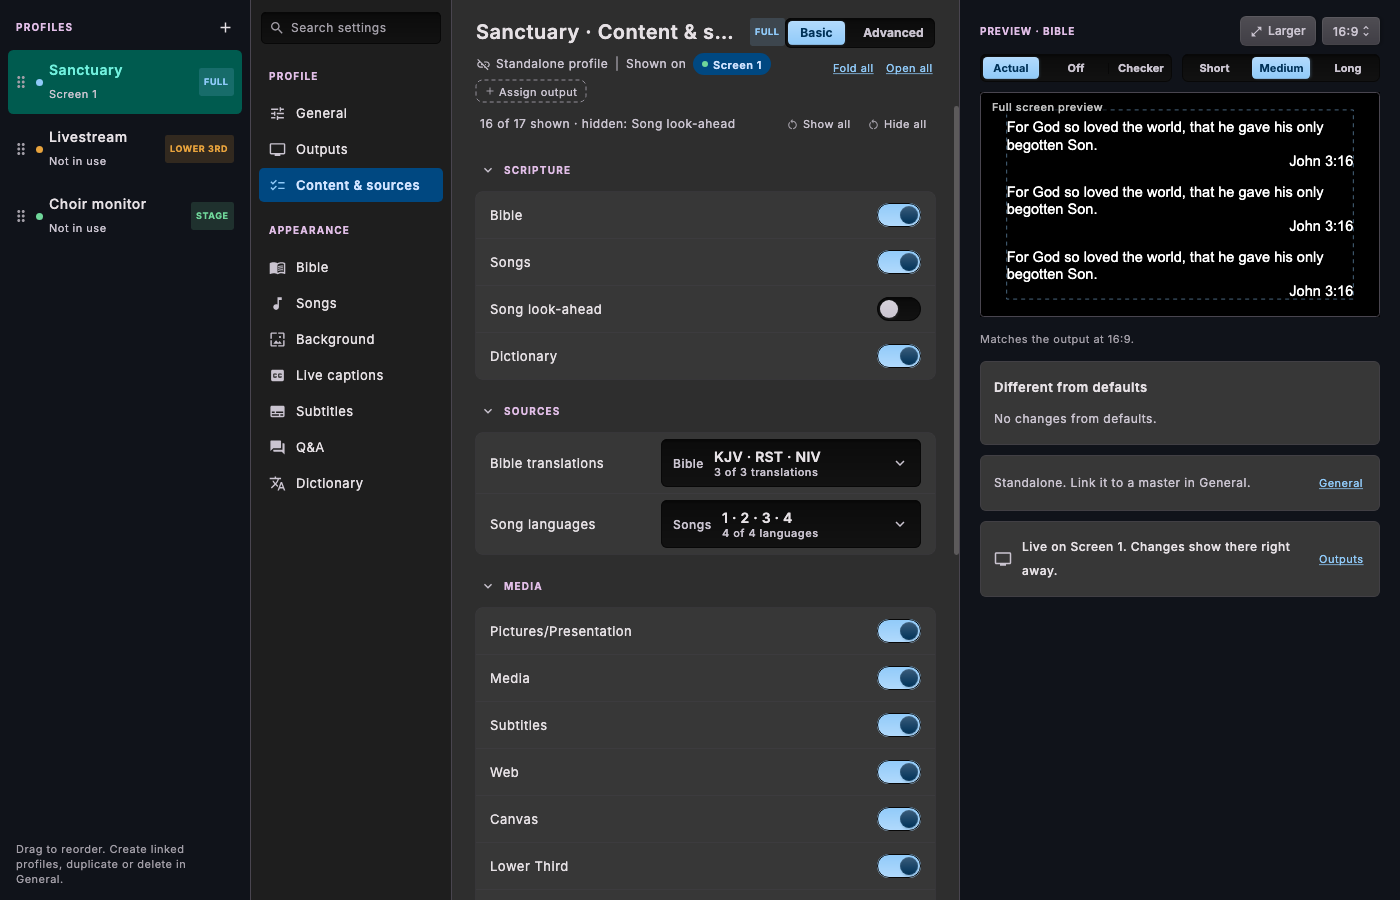 PROFILES
Sanctuary
Screen 1
FULL
Livestream
Not in use
LOWER 3RD
Choir monitor
Not in use
STAGE
Drag to reorder. Create linked
profiles, duplicate or delete in
General.
Search settings
PROFILE
General
Outputs
Content & sources
APPEARANCE
Bible
Songs
Background
Live captions
Subtitles
Q&A
Dictionary
Sanctuary · Content & s...
FULL
Basic
Advanced
Standalone profile | Shown on
Screen 1
Fold all
Open all
+ Assign output
16 of 17 shown · hidden: Song look-ahead
Show all
Hide all
SCRIPTURE
Bible
Songs
Song look-ahead
Dictionary
SOURCES
Bible translations
Bible
KJV · RST · NIV
3 of 3 translations
Song languages
Songs
1 · 2 · 3 · 4
4 of 4 languages
MEDIA
Pictures/Presentation
Media
Subtitles
Web
Canvas
Lower Third
PREVIEW · BIBLE
Larger
16:9
Actual
Off
Checker
Short
Medium
Long
Full screen preview
For God so loved the world, that he gave his only
begotten Son.
John 3:16
For God so loved the world, that he gave his only
begotten Son.
John 3:16
For God so loved the world, that he gave his only
begotten Son.
John 3:16
Matches the output at 16:9.
Different from defaults
No changes from defaults.
Standalone. Link it to a master in General.
General
Live on Screen 1. Changes show there right
away.
Outputs